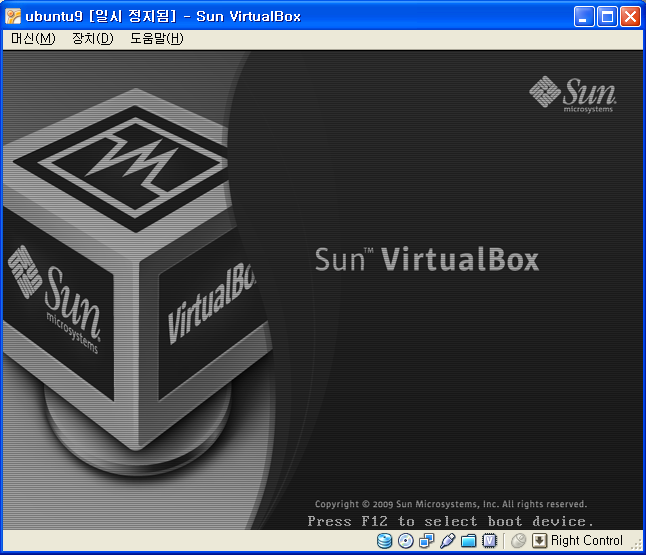 ubuntu9 [일시 정지됨] - Sun VirtualBox
머신(M) 장치(D) 도움말(H)
Sun
microsystems
Sun™ VirtualBox
Sun
microsystems
VirtualBo
Copyright © 2009 Sun Microsystems, Inc. All rights reserved.
Press F12 to select boot device.
Right Control